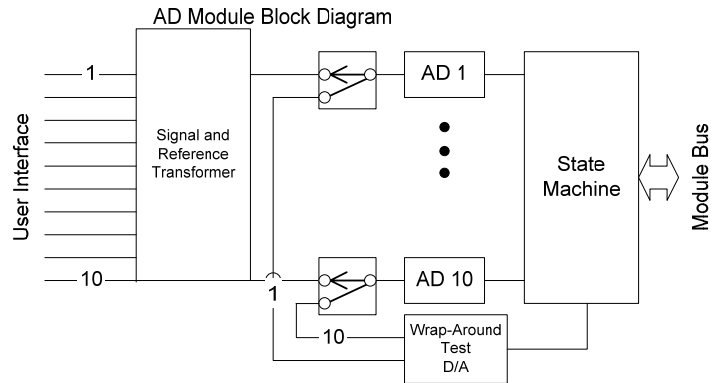 AD Module Block Diagram
User Interface
1
10
Signal and
Reference
Transformer
AD 1
AD 10
1
10
Wrap-Around
Test
D/A
State
Machine
Module Bus